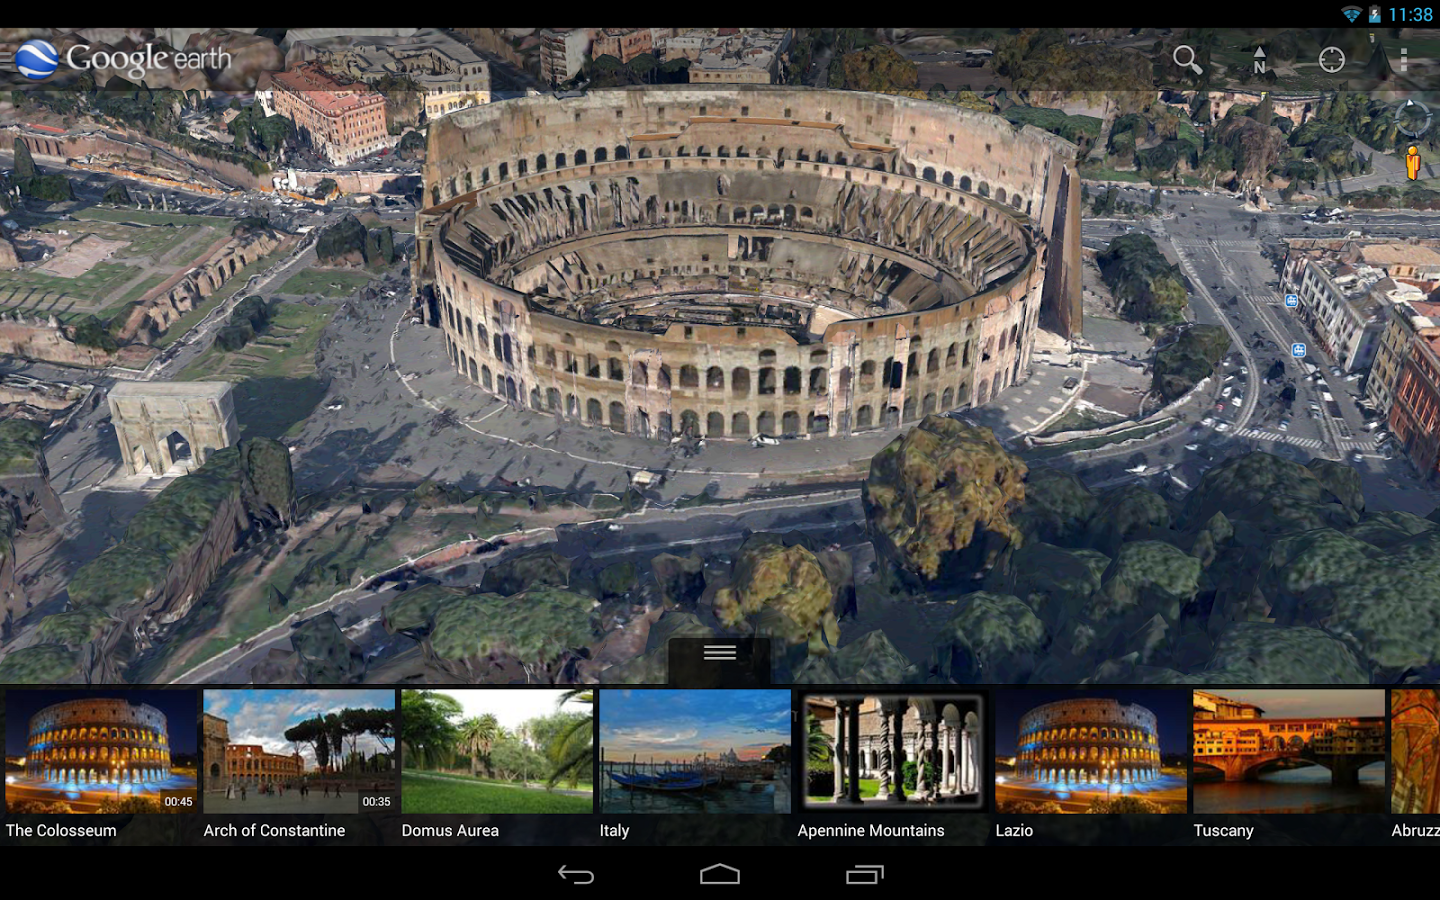 11:38
Google earth
N
00:45
00:35
The Colosseum
Arch of Constantine
Domus Aurea
Italy
Apennine Mountains
Lazio
Tuscany
Abruzz